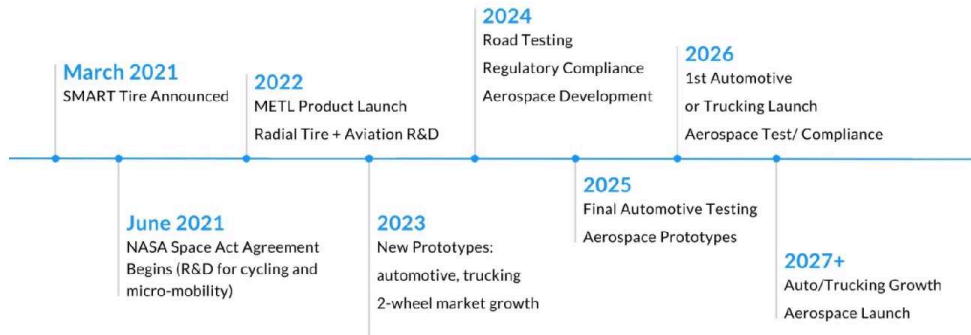 March 2021
SMART Tire Announced
June 2021
NASA Space Act Agreement
Begins (R&D for cycling and
micro-mobility)
2022
METL Product Launch
Radial Tire + Aviation R&D
2023
New Prototypes:
automotive, trucking
2-wheel market growth
2024
Road Testing
Regulatory Compliance
Aerospace Development
2025
Final Automotive Testing
Aerospace Prototypes
2026
1st Automotive
or Trucking Launch
Aerospace Test/ Compliance
2027+
Auto/Trucking Growth
Aerospace Launch